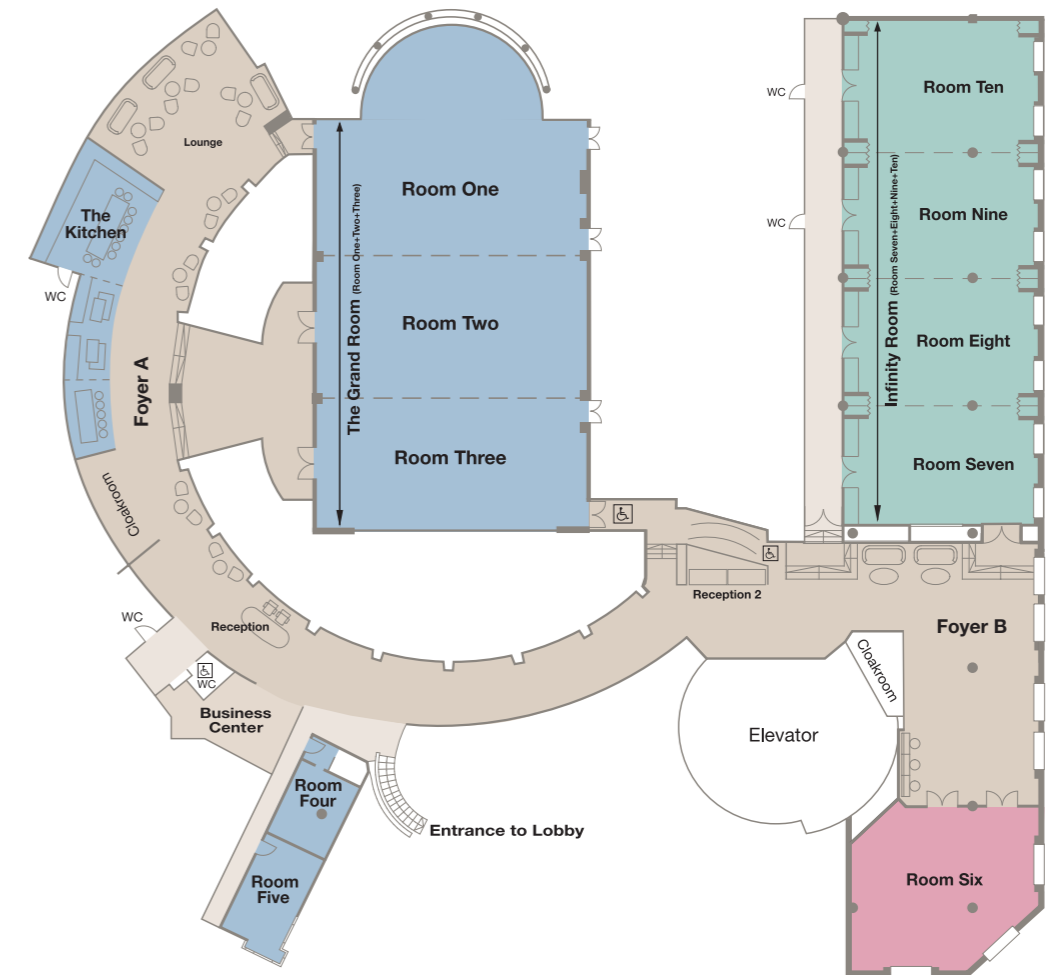 Lounge
The
Kitchen
WC
Foyer A
Cloakroom
WC
Reception
WC
Business
Center
Room
Four
Room
Five
Entrance to Lobby
Room One
Room Two
Room Three
The Grand Room (Room One+Two+Three)
Reception 2
WC
WC
Room Ten
Room Nine
Room Eight
Room Seven
Infinity Room (Room Seven+Eight+Nine+Ten)
Foyer B
Cloakroom
Elevator
Room Six